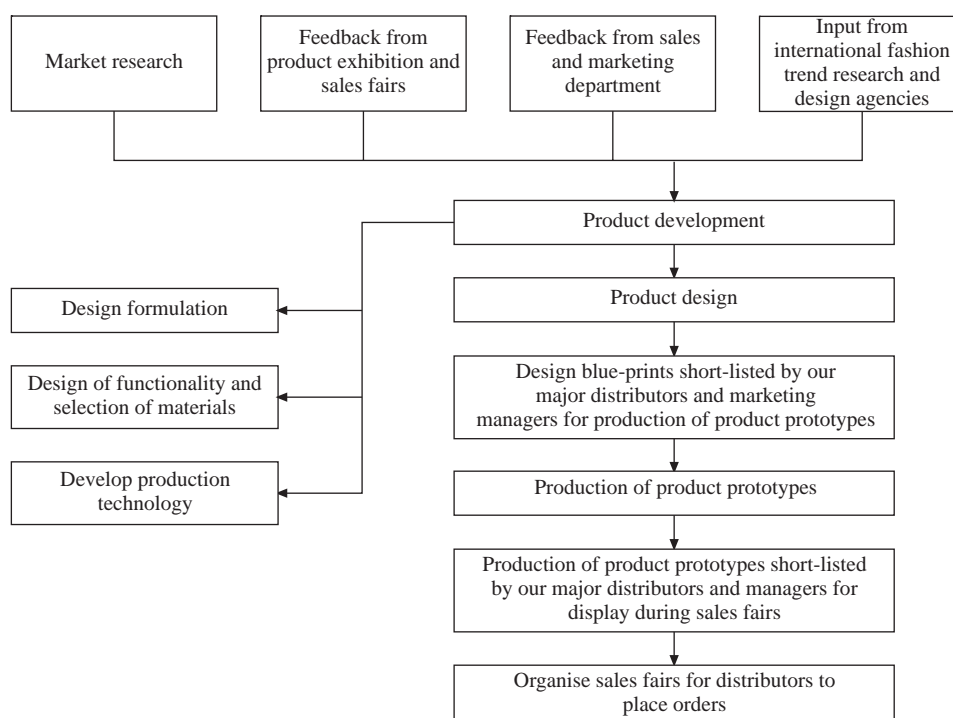 Market research
Feedback from
product exhibition and
sales fairs
Feedback from sales
and marketing
department
Input from
international fashion
trend research and
design agencies
Product development
Product design
Design formulation
Design of functionality and
selection of materials
Develop production
technology
Design blue-prints short-listed by our
major distributors and marketing
managers for production of product prototypes
Production of product prototypes
Production of product prototypes short-listed
by our major distributors and managers for
display during sales fairs
Organise sales fairs for distributors to
place orders